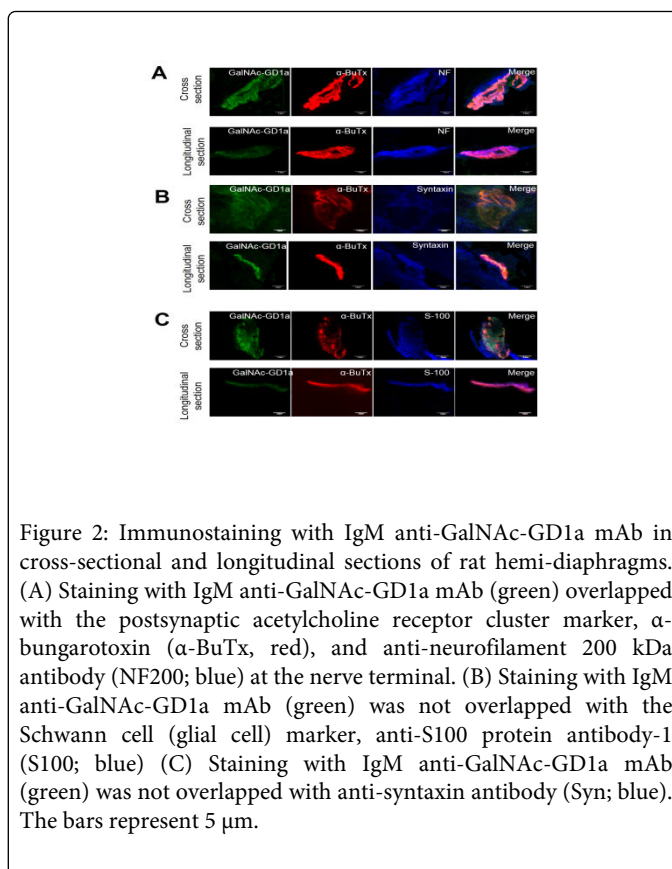 A
Cross section
GalNAc-GD1a α-BuTx NF Merge
Longitudinal section
GalNAc-GD1a α-BuTx NF Merge
B
Cross section
GalNAc-GD1a α-BuTx Syntaxin Merge
Longitudinal section
GalNAc-GD1a α-BuTx Syntaxin Merge
C
Cross section
GalNAc-GD1a α-BuTx S-100 Merge
Longitudinal section
GalNAc-GD1a α-BuTx S-100 Merge
Figure 2: Immunostaining with IgM anti-GalNAc-GD1a mAb in
cross-sectional and longitudinal sections of rat hemi-diaphragms.
(A) Staining with IgM anti-GalNAc-GD1a mAb (green) overlapped
with the postsynaptic acetylcholine receptor cluster marker, α-
bungarotoxin (α-BuTx, red), and anti-neurofilament 200 kDa
antibody (NF200; blue) at the nerve terminal. (B) Staining with IgM
anti-GalNAc-GD1a mAb (green) was not overlapped with the
Schwann cell (glial cell) marker, anti-S100 protein antibody-1
(S100; blue) (C) Staining with IgM anti-GalNAc-GD1a mAb
(green) was not overlapped with anti-syntaxin antibody (Syn; blue).
The bars represent 5 μm.